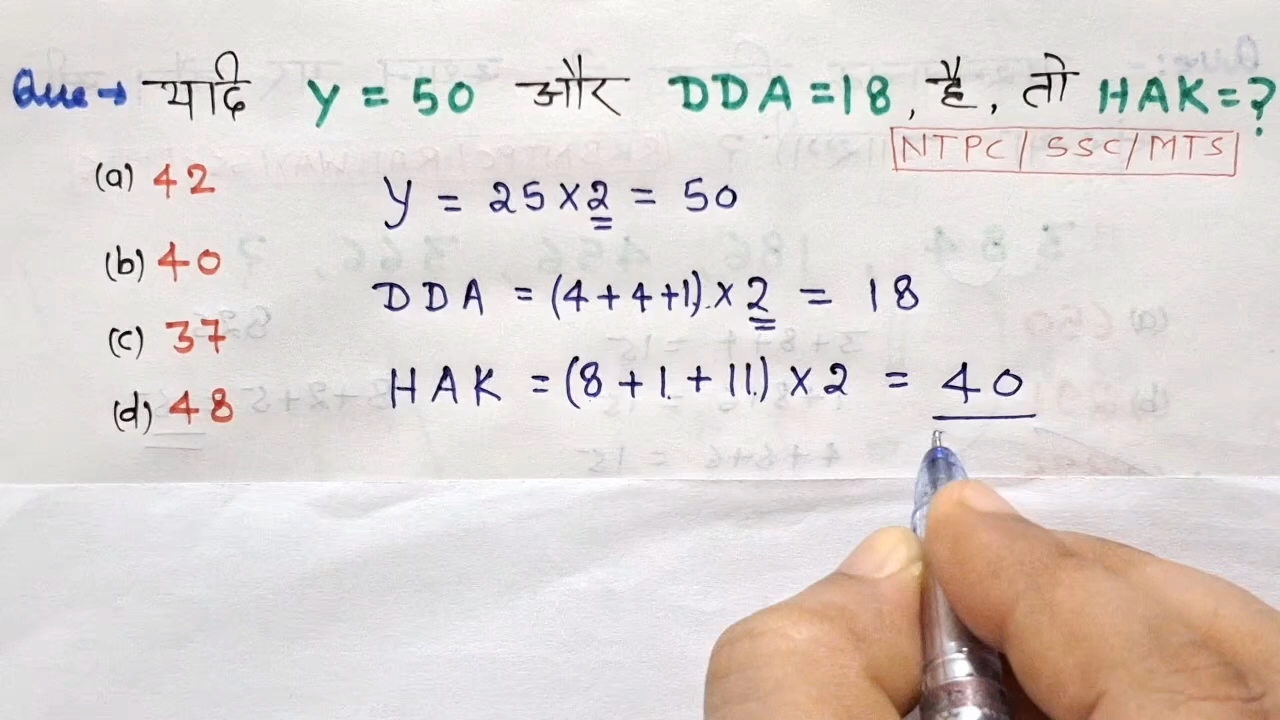 Que → यदि Y = 50 और DDA = 18, है, तो HAK = ?
NTPC / SSC / MTS
(a) 42
(b) 40
(c) 37
(d) 48
Y = 25 × 2 = 50
DDA = (4 + 4 + 1) × 2 = 18
HAK = (8 + 1 + 11) × 2 = 40